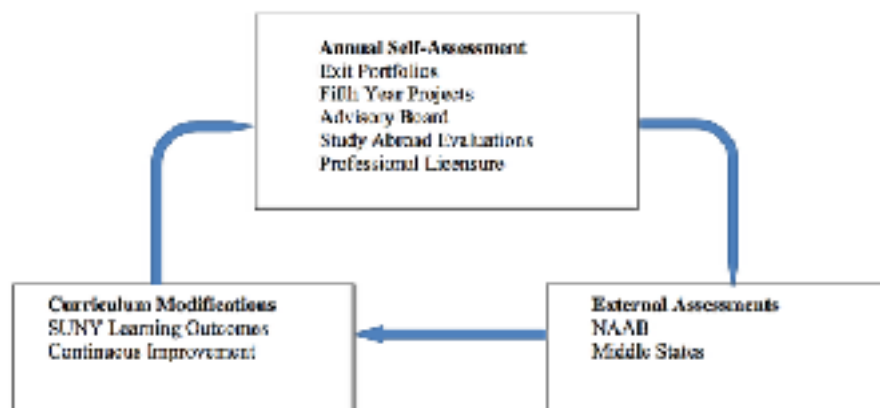 Annual Self-Assessment
Exit Portfolios
Fifth Year Projects
Advisory Board
Study Abroad Evaluations
Professional Licensure
Curriculum Modifications
SUNY Learning Outcomes
Continuous Improvement
External Assessments
NAAB
Middle States